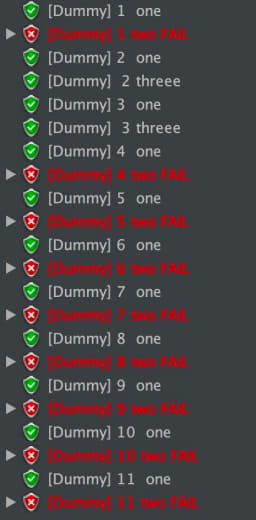 [Dummy] 1 one
[Dummy] 1 two FAIL
[Dummy] 2 one
[Dummy] 2 threee
[Dummy] 3 one
[Dummy] 3 threee
[Dummy] 4 one
[Dummy] 4 two FAIL
[Dummy] 5 one
[Dummy] 5 two FAIL
[Dummy] 6 one
[Dummy] 6 two FAIL
[Dummy] 7 one
[Dummy] 7 two FAIL
[Dummy] 8 one
[Dummy] 8 two FAIL
[Dummy] 9 one
[Dummy] 9 two FAIL
[Dummy] 10 one
[Dummy] 10 two FAIL
[Dummy] 11 one
[Dummy] 11 two FAIL